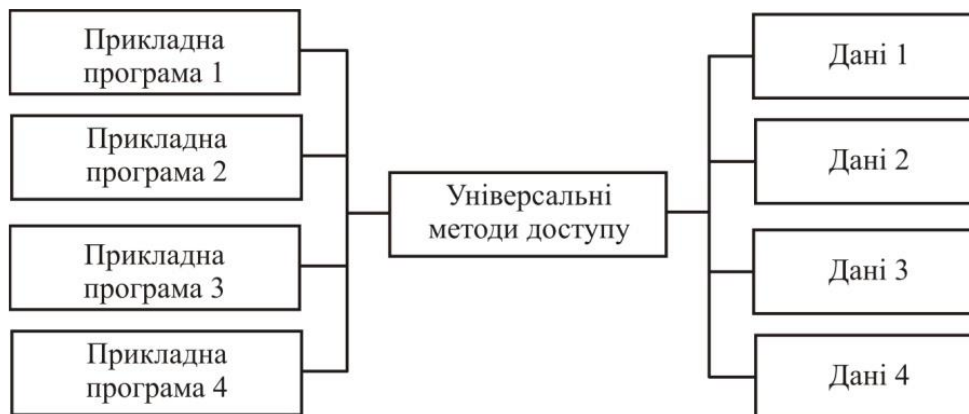 Прикладна
програма 1
Прикладна
програма 2
Прикладна
програма 3
Прикладна
програма 4
Універсальні
методи доступу
Дані 1
Дані 2
Дані 3
Дані 4